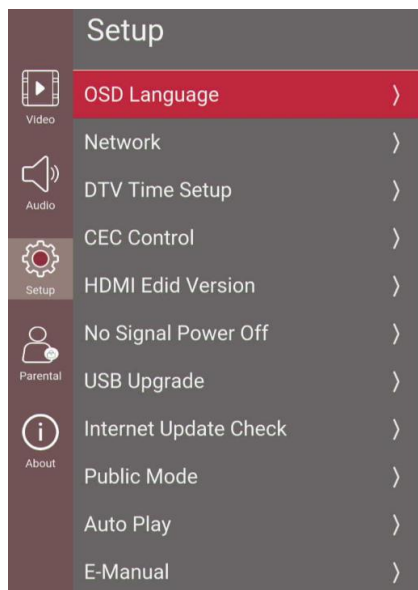 Setup
Video
Audio
Setup
Parental
About
OSD Language
Network
DTV Time Setup
CEC Control
HDMI Edid Version
No Signal Power Off
USB Upgrade
Internet Update Check
Public Mode
Auto Play
E-Manual